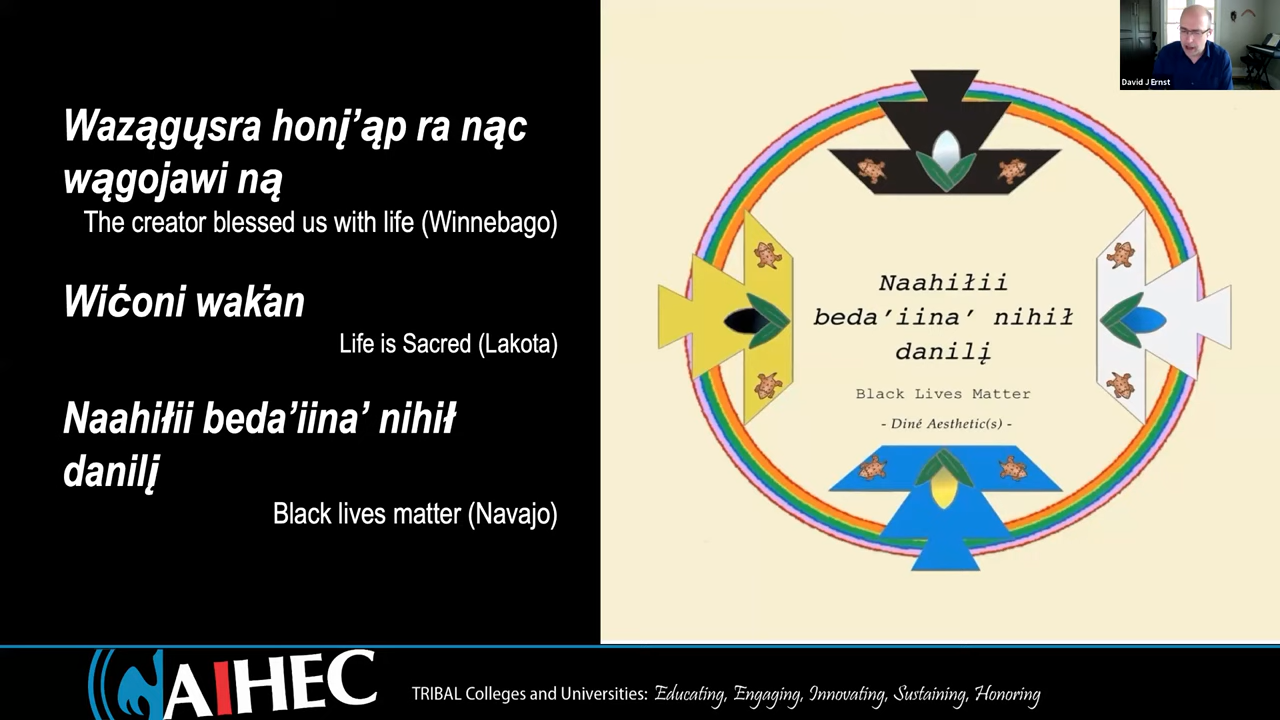 Wazągųsra honį’ąp ra nąc
wągojawi ną
The creator blessed us with life (Winnebago)
Wiċoni wak̇an
Life is Sacred (Lakota)
Naahiłii beda’iina’ nihił
danilį
Black lives matter (Navajo)
Naahiłii
beda’iina’ nihił
danilį
Black Lives Matter
- Diné Aesthetic(s) -
David J Ernst
AIHEC
TRIBAL Colleges and Universities: Educating, Engaging, Innovating, Sustaining, Honoring